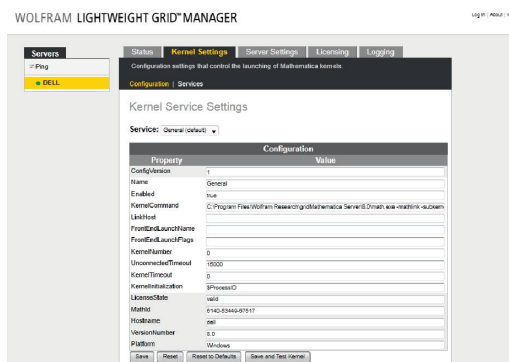 WOLFRAM LIGHTWEIGHT GRID™ MANAGER
Log In | About |
Servers
Ping
DELL
Status Kernel Settings Server Settings Licensing Logging
Configuration settings that control the launching of Mathematica kernels.
Configuration | Services
Kernel Service Settings
Service: General (default)
Configuration
Property Value
ConfigVersion 1
Name General
Enabled true
KernelCommand C:\Program Files\Wolfram Research\gridMathematica Server\8.0\math.exe -mathlink -subkern
LinkHost
FrontEndLaunchName
FrontEndLaunchFlags
KernelNumber 0
UnconnectedTimeout 15000
KernelTimeout 0
KernelInitialization $ProcessID
LicenseState valid
MathId 6140-53449-67517
Hostname dell
VersionNumber 8.0
Platform Windows
Save Reset Reset to Defaults Save and Test Kernel